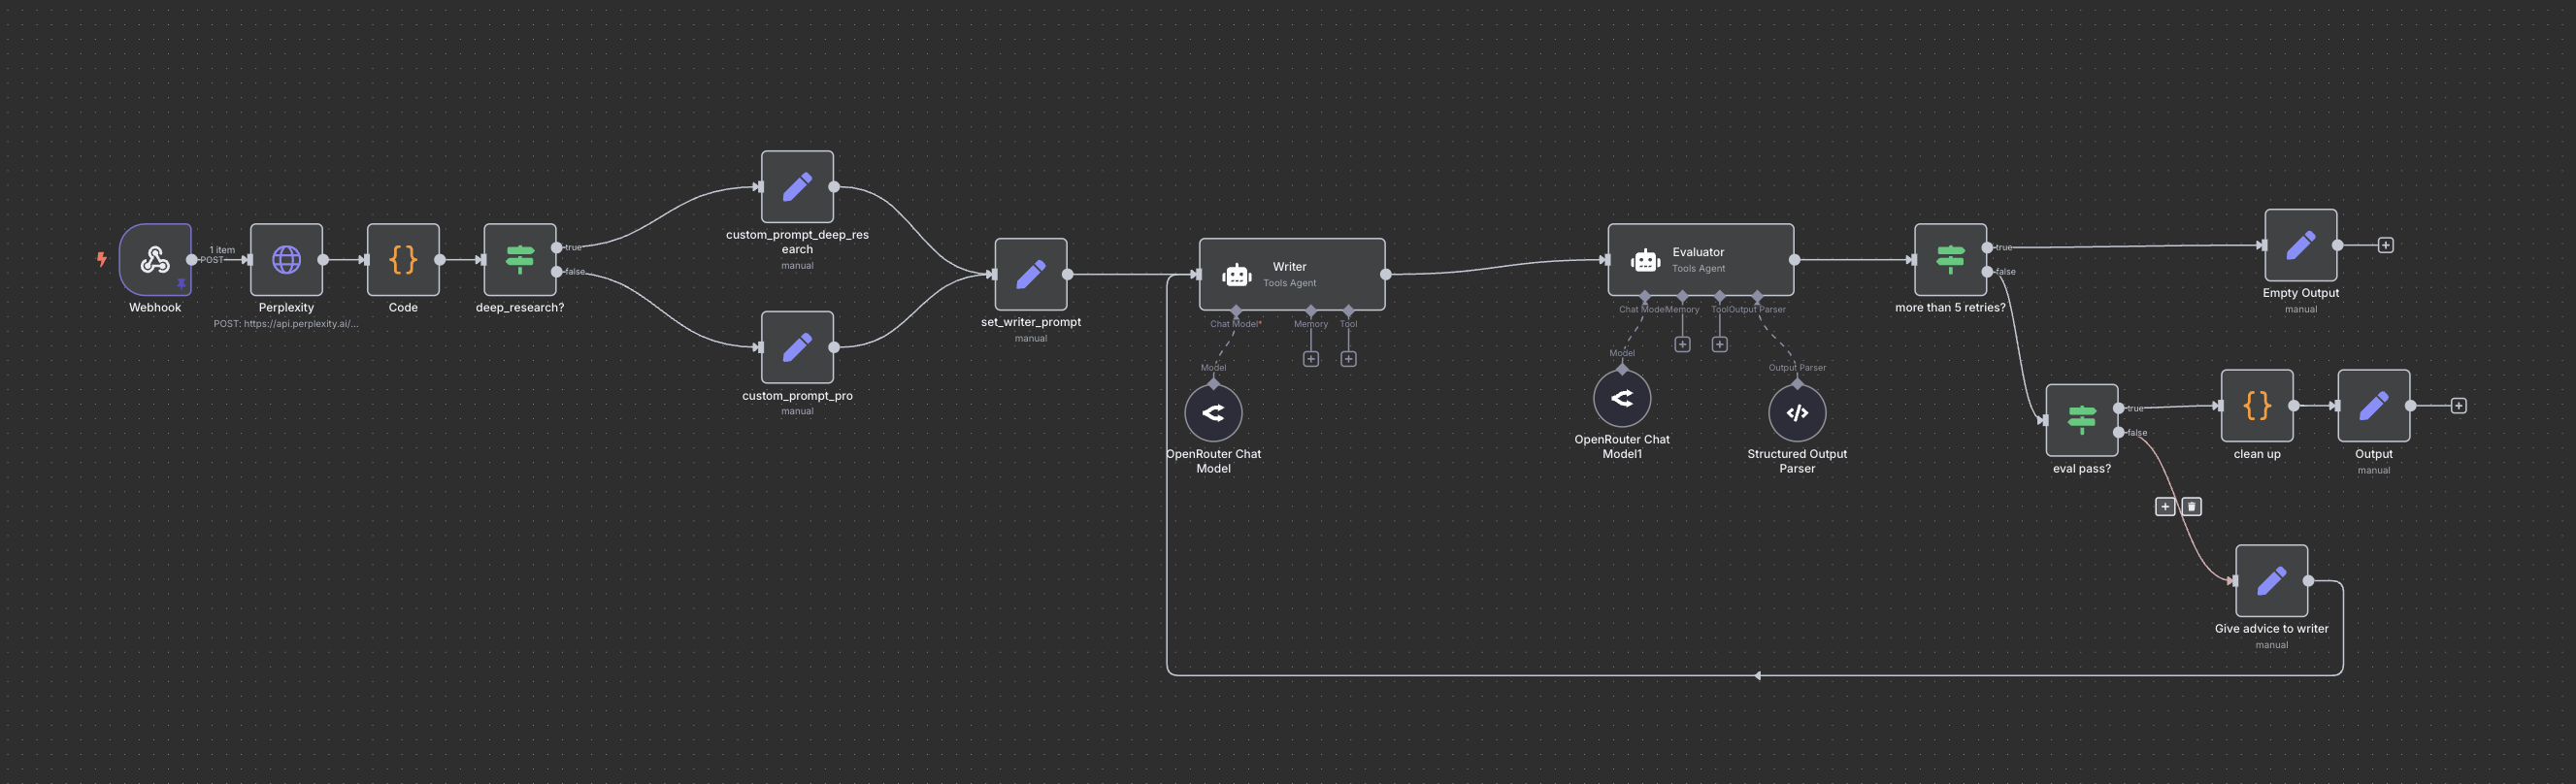 1 item
POST
Webhook
Perplexity
POST: https://api.perplexity.ai/...
{}
Code
true
false
deep_research?
custom_prompt_deep_res
earch
manual
custom_prompt_pro
manual
set_writer_prompt
manual
Writer
Tools Agent
Chat Model*
Memory
Tool
Model
OpenRouter Chat
Model
Evaluator
Tools Agent
Chat Model
Memory
Tool
Output Parser
Model
OpenRouter Chat
Model1
Output Parser
Structured Output
Parser
true
false
more than 5 retries?
Empty Output
manual
true
false
eval pass?
{}
clean up
Output
manual
Give advice to writer
manual